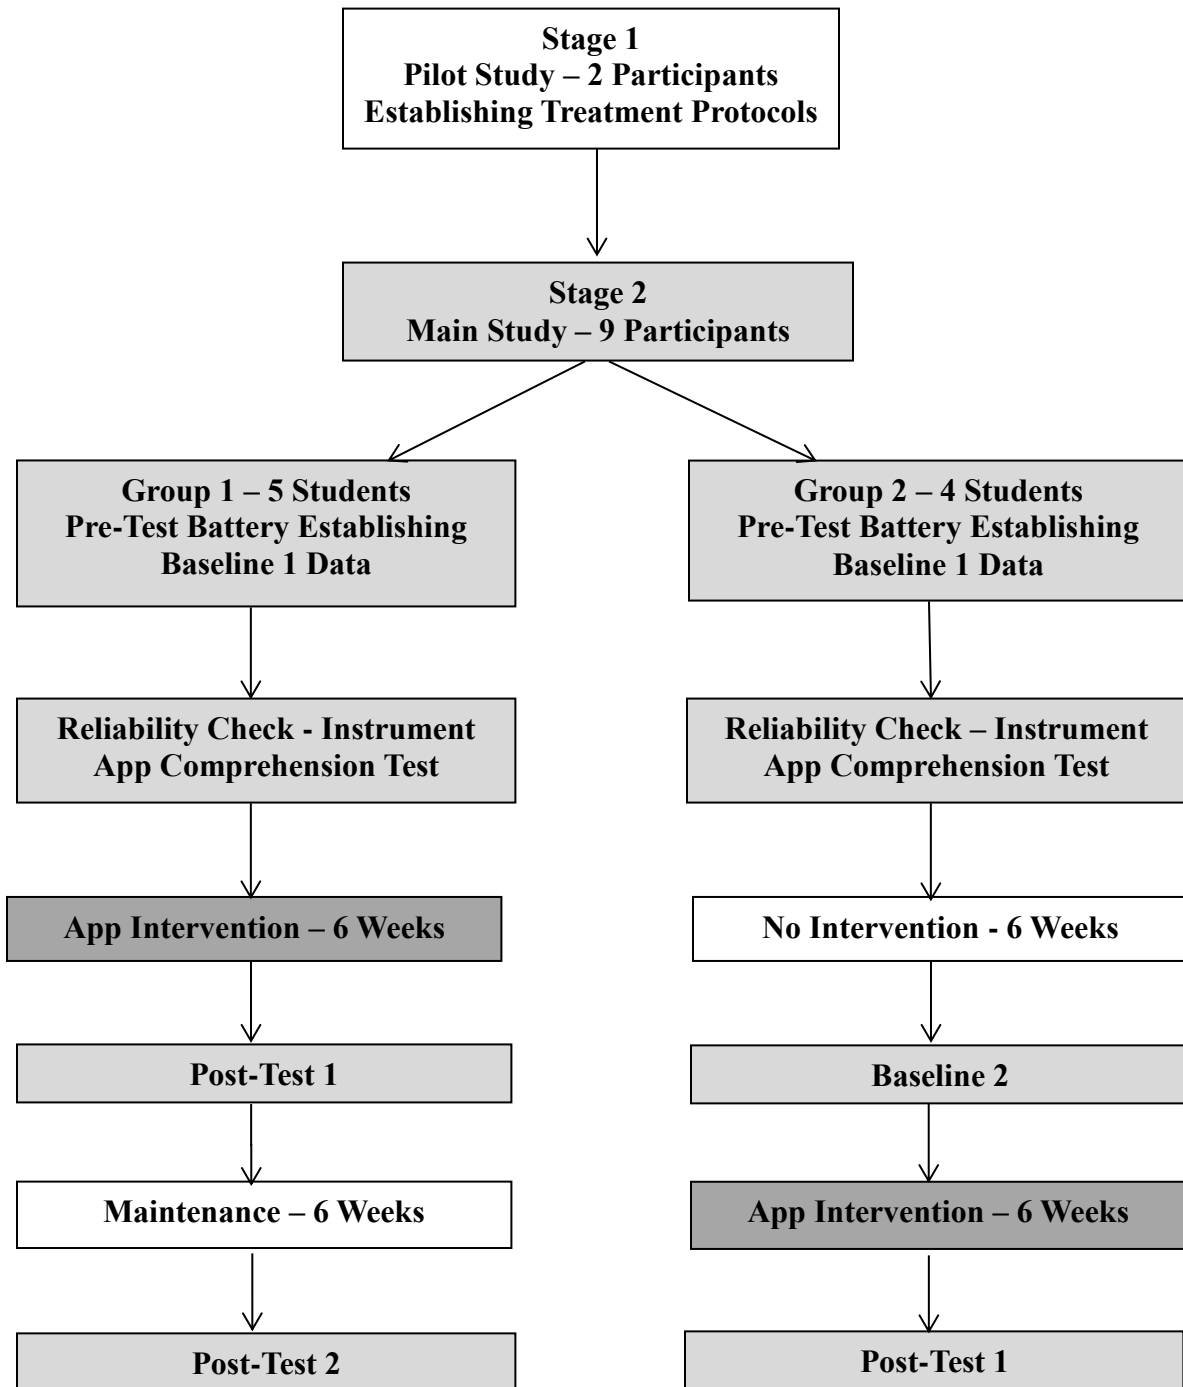 Stage 1
Pilot Study – 2 Participants
Establishing Treatment Protocols
Stage 2
Main Study – 9 Participants
Group 1 – 5 Students
Pre-Test Battery Establishing
Baseline 1 Data
Group 2 – 4 Students
Pre-Test Battery Establishing
Baseline 1 Data
Reliability Check - Instrument
App Comprehension Test
Reliability Check – Instrument
App Comprehension Test
App Intervention – 6 Weeks
No Intervention - 6 Weeks
Post-Test 1
Baseline 2
Maintenance – 6 Weeks
App Intervention – 6 Weeks
Post-Test 2
Post-Test 1